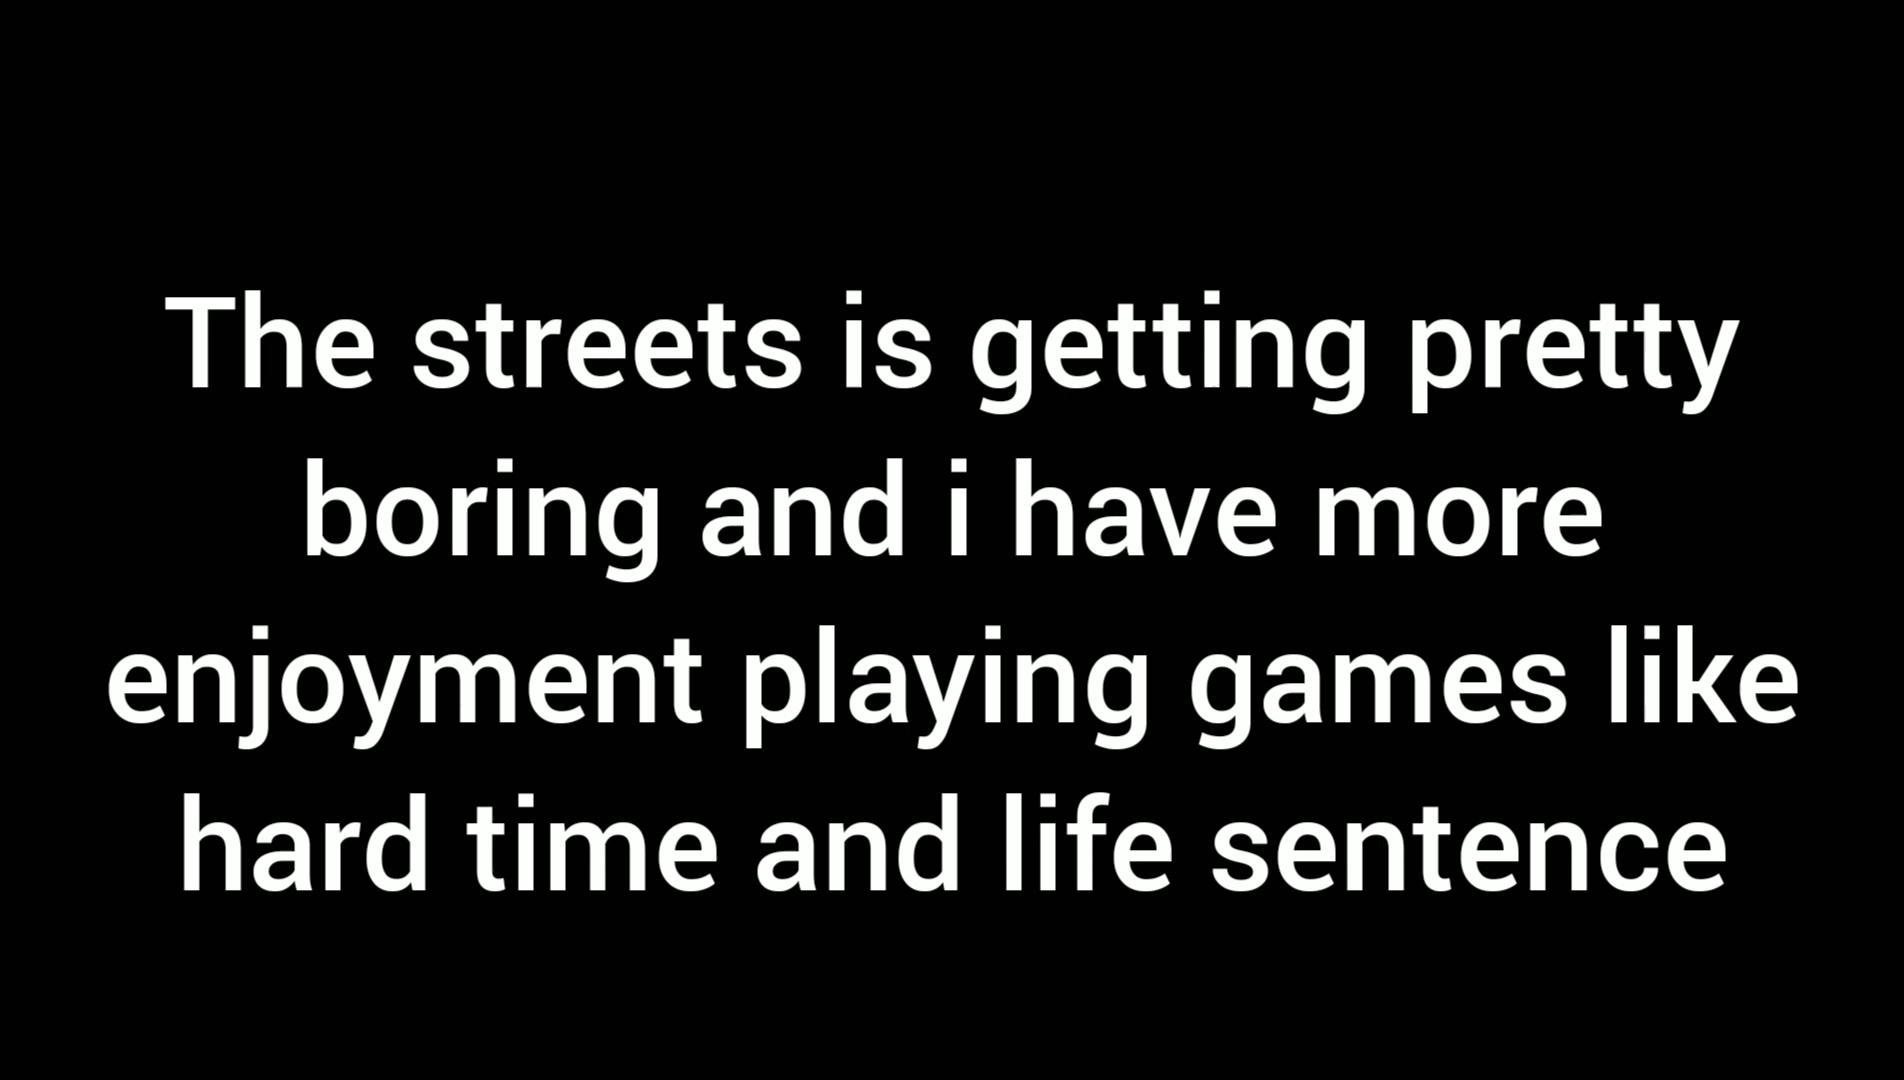 The streets is getting pretty
boring and i have more
enjoyment playing games like
hard time and life sentence